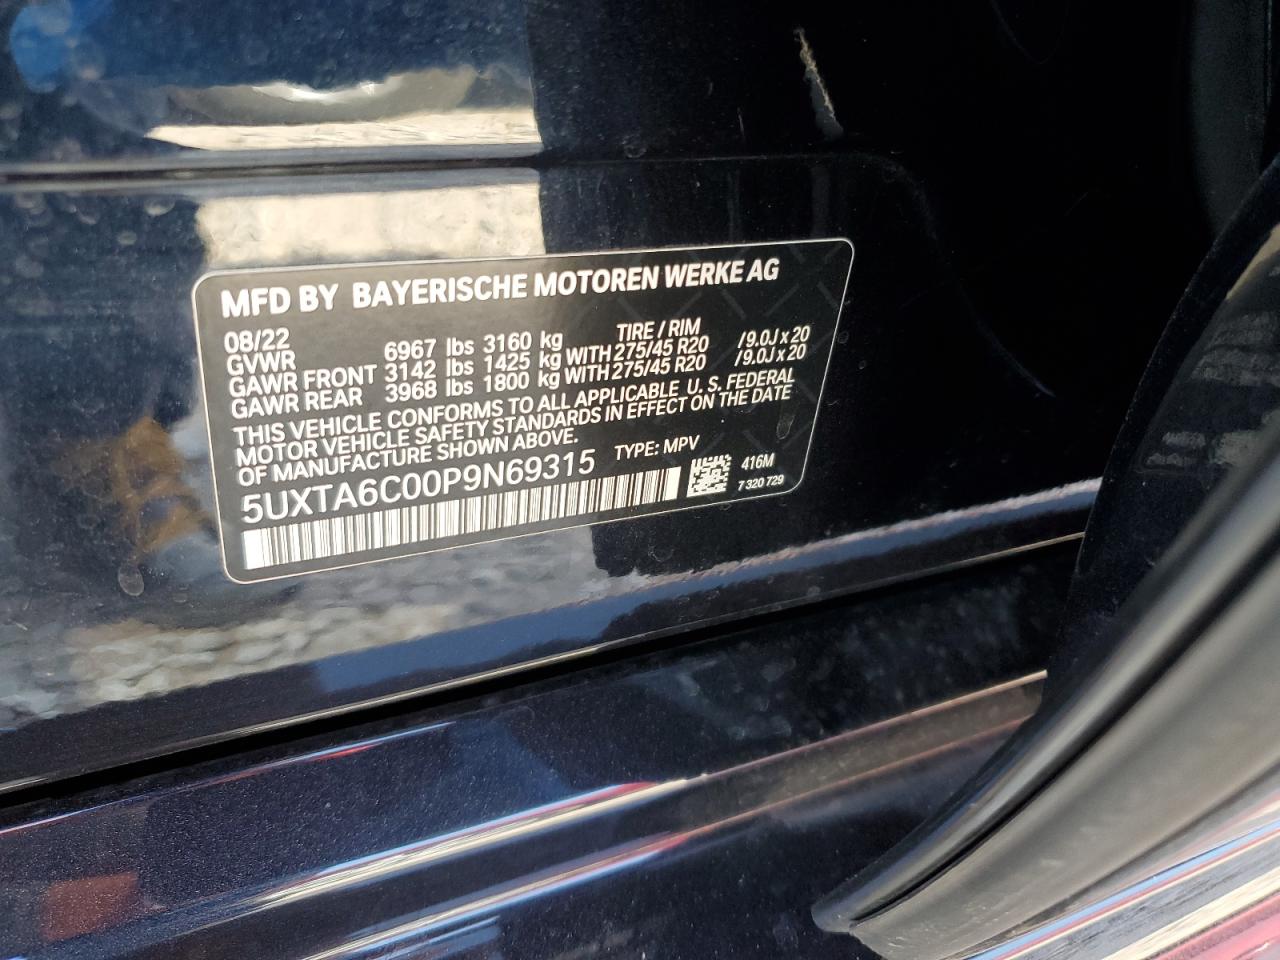 MFD BY BAYERISCHE MOTOREN WERKE AG
08/22 TIRE / RIM
GVWR 6967 lbs 3160 kg
GAWR FRONT 3142 lbs 1425 kg WITH 275/45 R20 /9.0J x 20
GAWR REAR 3968 lbs 1800 kg WITH 275/45 R20 /9.0J x 20
THIS VEHICLE CONFORMS TO ALL APPLICABLE U.S. FEDERAL
MOTOR VEHICLE SAFETY STANDARDS IN EFFECT ON THE DATE
OF MANUFACTURE SHOWN ABOVE.
5UXTA6C00P9N69315 TYPE: MPV
416M
7 320 729